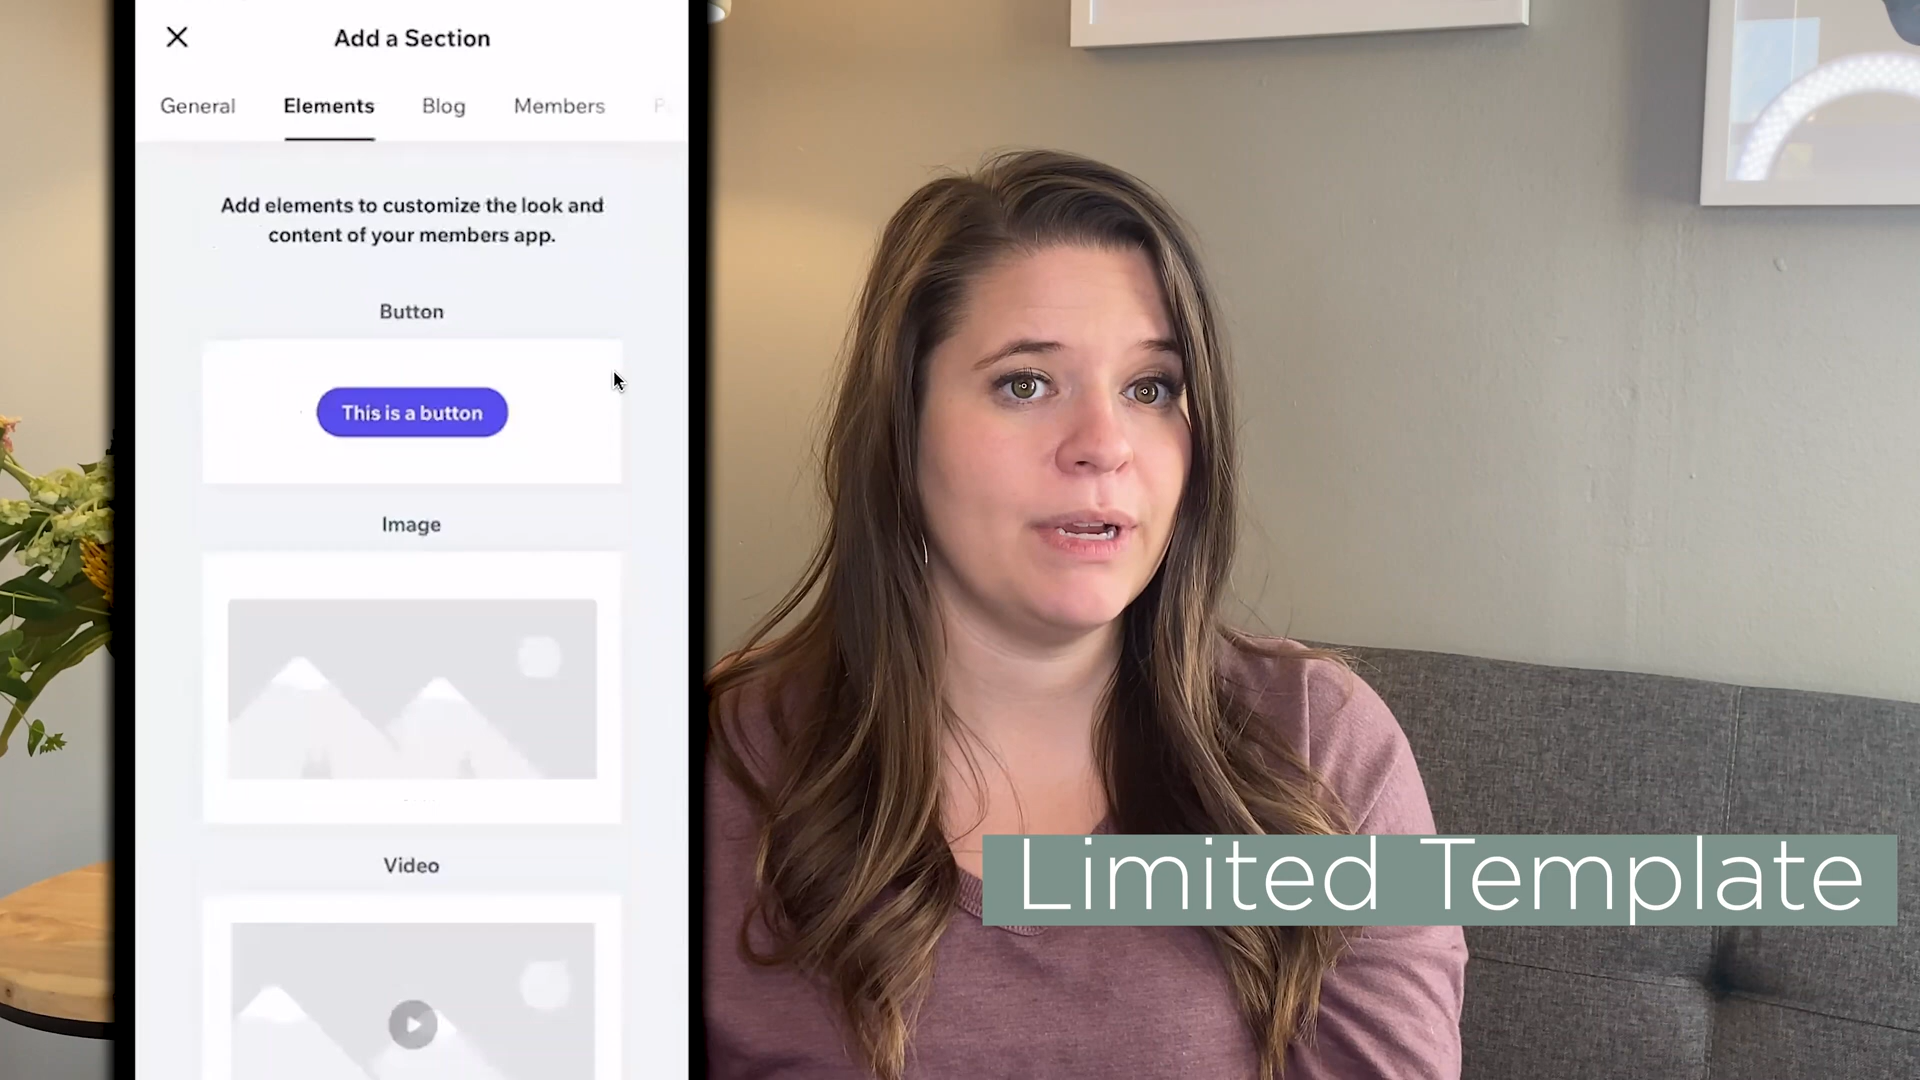 Add a Section
General Elements Blog Members
Add elements to customize the look and
content of your members app.
Button
This is a button
Image
Video
Limited Template